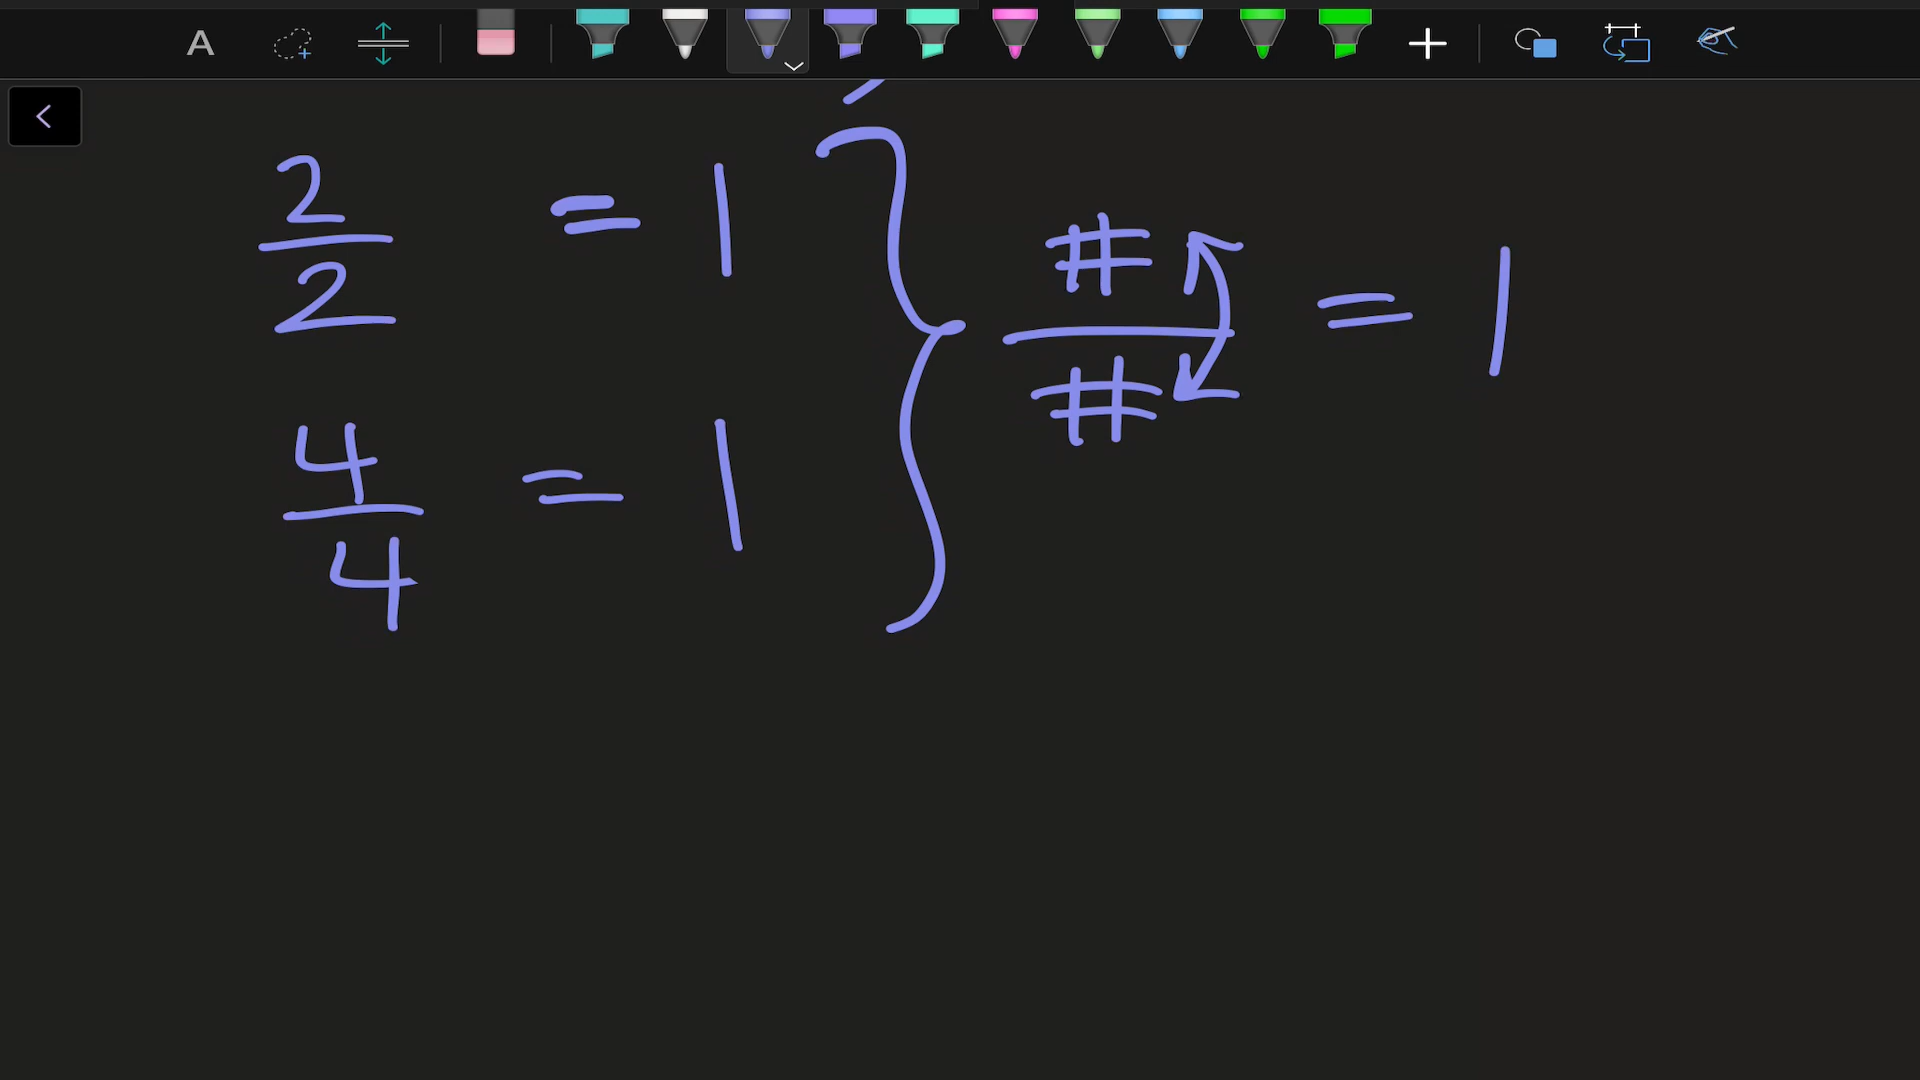 A
2/2 = 1
4/4 = 1
#/# = 1